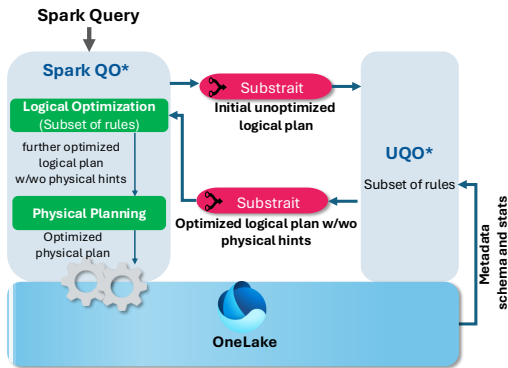 Spark Query
Spark QO*
Logical Optimization
(Subset of rules)
further optimized
logical plan
w/wo physical hints
Physical Planning
Optimized
physical plan
Substrait
Initial unoptimized
logical plan
Substrait
Optimized logical plan w/wo
physical hints
UQO*
Subset of rules
Metadata
schema and stats
OneLake